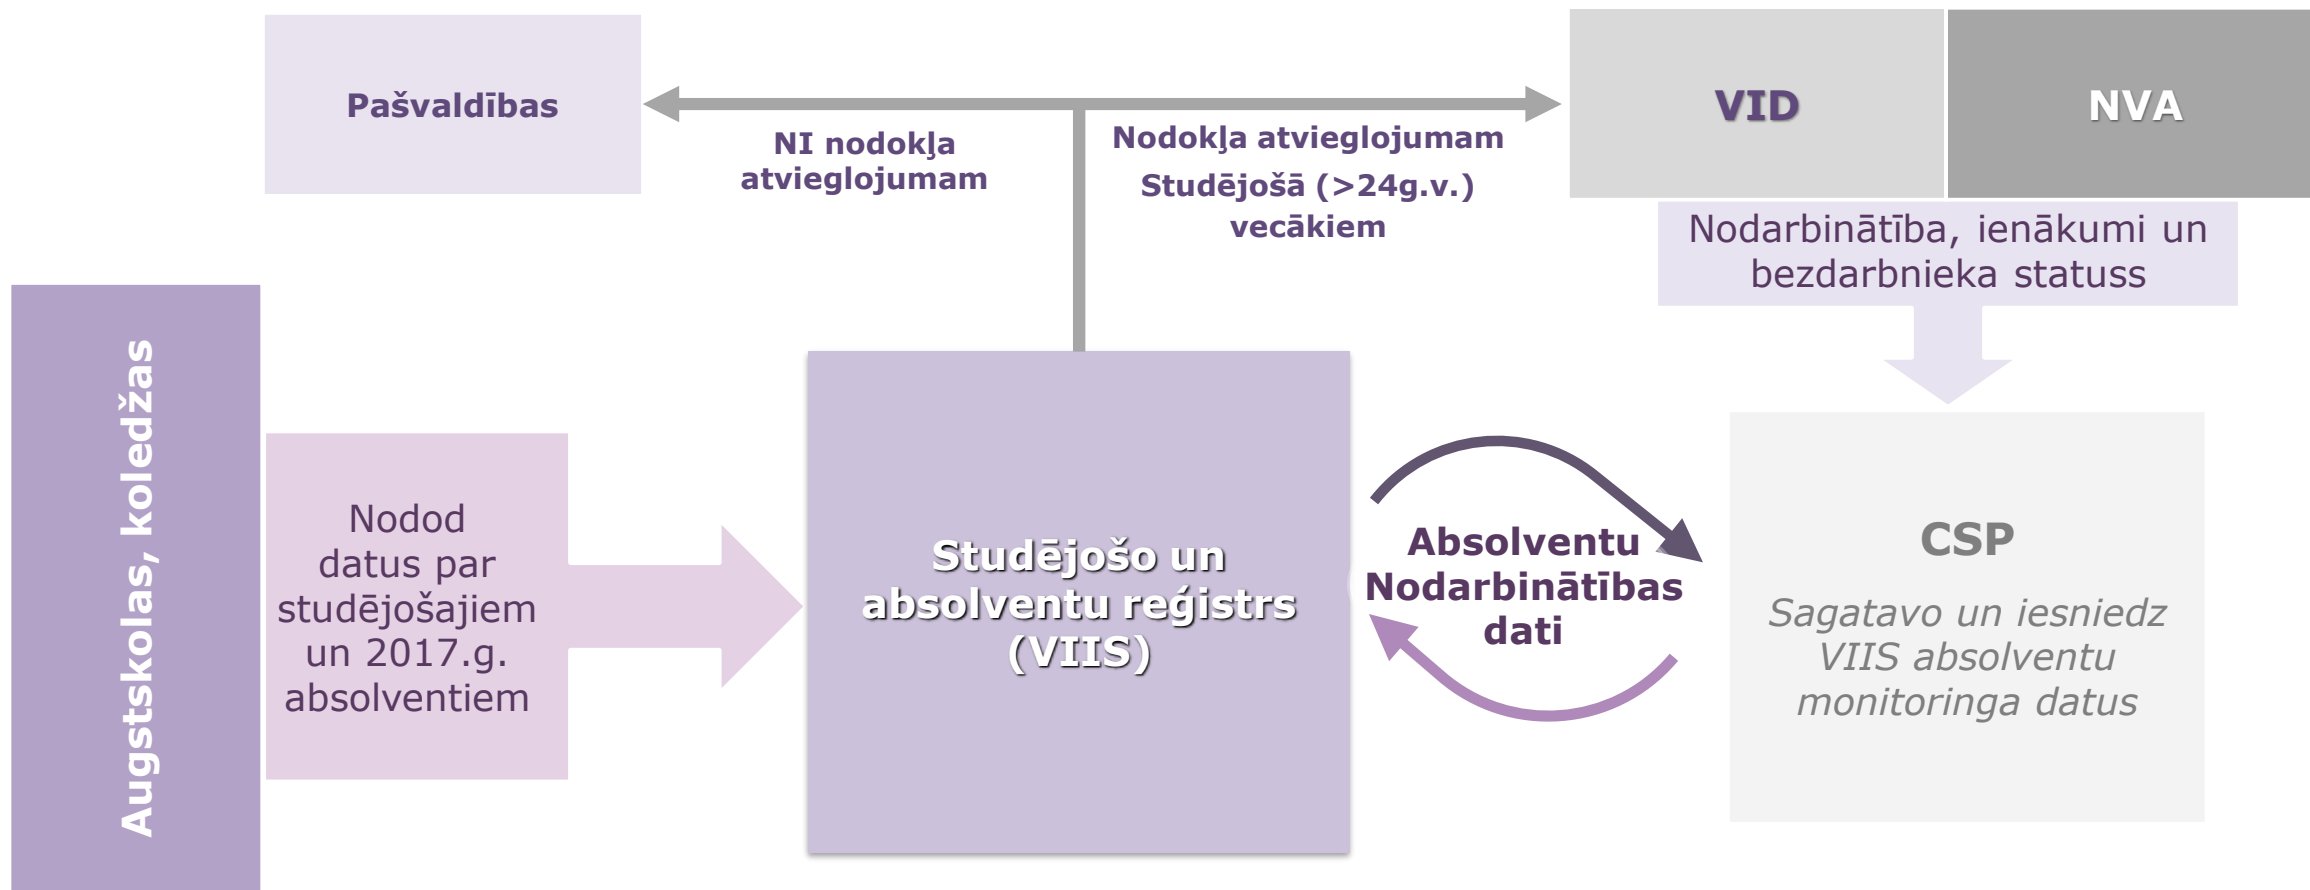 Pašvaldības
NI nodokļa
atvieglojumam
Nodokļa atvieglojumam
Studējošā (>24g.v.)
vecākiem
VID
NVA
Nodarbinātība, ienākumi un
bezdarbnieka statuss
Augstskolas, koledžas
Nodod
datus par
studējošajiem
un 2017.g.
absolventiem
Studējošo un
absolventu reģistrs
(VIIS)
Absolventu
Nodarbinātības
dati
CSP
Sagatavo un iesniedz
VIIS absolventu
monitoringa datus